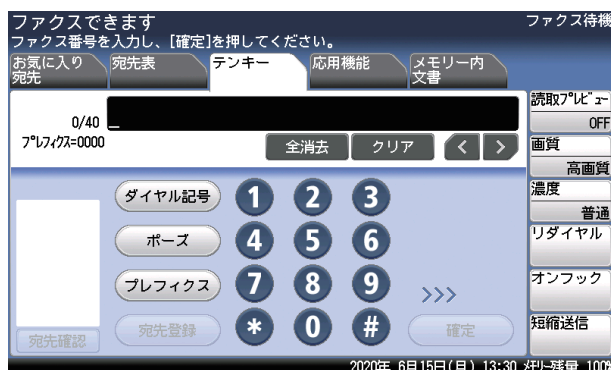 ファクスできます
ファクス待機
ファクス番号を入力し、[確定]を押してください。
お気に入り
宛先
宛先表
テンキー
応用機能
メモリー内
文書
0/40
ﾌﾟﾚﾌｨｸｽ=0000
全消去
クリア
<
>
ダイヤル記号
1
2
3
ポーズ
4
5
6
プレフィクス
7
8
9
>>>
宛先確認
宛先登録
*
0
#
確定
読取ﾌﾟﾚﾋﾞｭｰ
OFF
画質
高画質
濃度
普通
リダイヤル
オンフック
短縮送信
2020年 6月15日(月) 13:30 ﾒﾓﾘｰ残量 100%